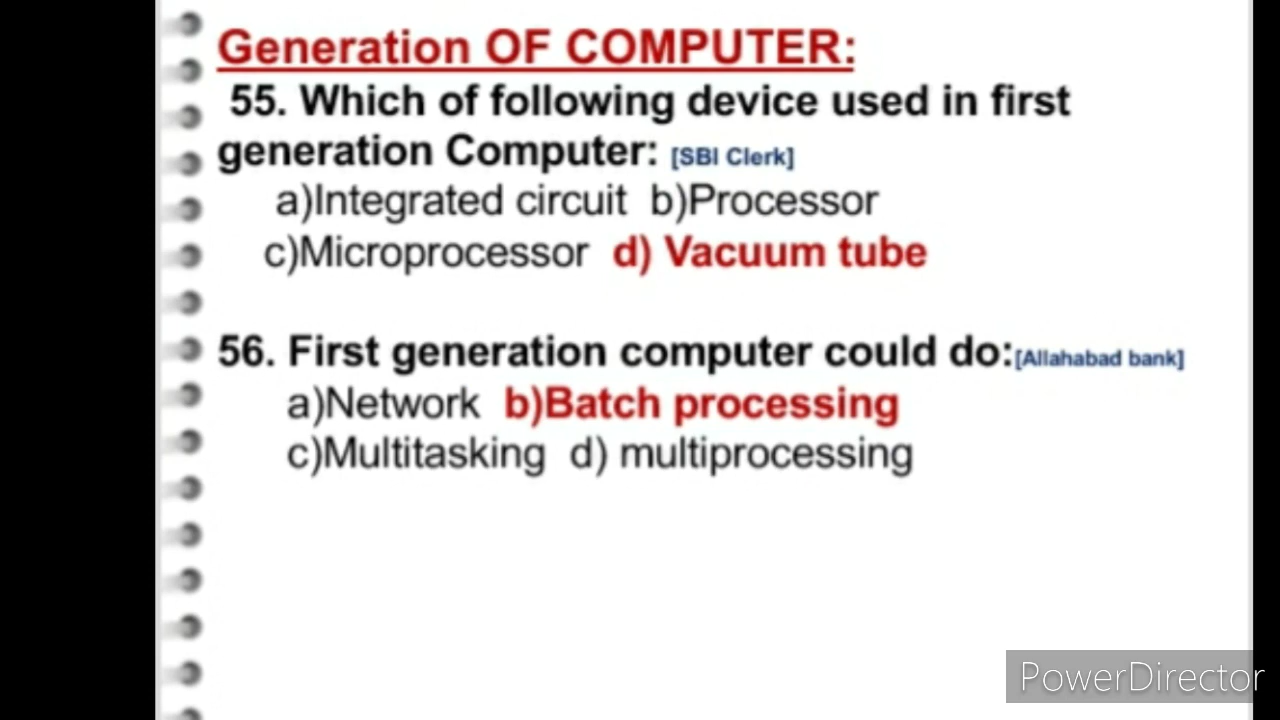 Generation OF COMPUTER:
55. Which of following device used in first
generation Computer: [SBI Clerk]
a)Integrated circuit b)Processor
c)Microprocessor d) Vacuum tube
56. First generation computer could do:[Allahabad bank]
a)Network b)Batch processing
c)Multitasking d) multiprocessing
PowerDirector